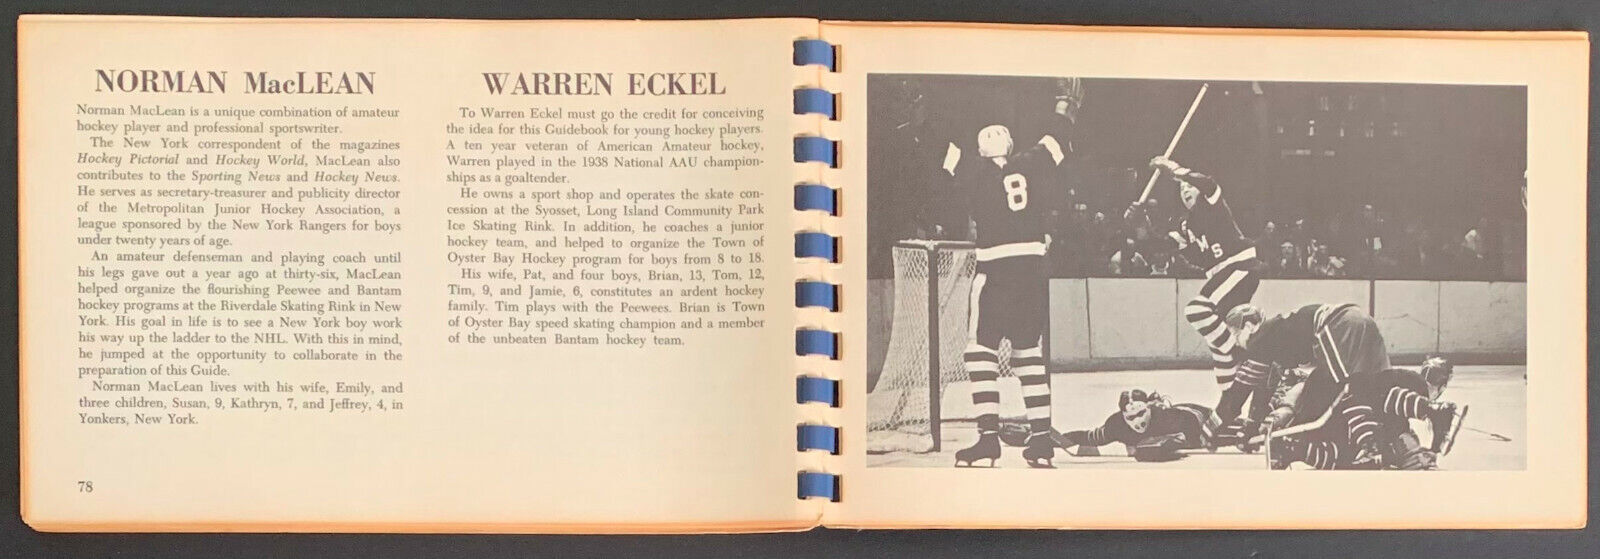 NORMAN MacLEAN
Norman MacLean is a unique combination of amateur
hockey player and professional sportswriter.
The New York correspondent of the magazines
Hockey Pictorial and Hockey World, MacLean also
contributes to the Sporting News and Hockey News.
He serves as secretary-treasurer and publicity director
of the Metropolitan Junior Hockey Association, a
league sponsored by the New York Rangers for boys
under twenty years of age.
An amateur defenseman and playing coach until
his legs gave out a year ago at thirty-six, MacLean
helped organize the flourishing Peewee and Bantam
hockey programs at the Riverdale Skating Rink in New
York. His goal in life is to see a New York boy work
his way up the ladder to the NHL. With this in mind,
he jumped at the opportunity to collaborate in the
preparation of this Guide.
Norman MacLean lives with his wife, Emily, and
three children, Susan, 9, Kathryn, 7, and Jeffrey, 4, in
Yonkers, New York.
78
WARREN ECKEL
To Warren Eckel must go the credit for conceiving
the idea for this Guidebook for young hockey players.
A ten year veteran of American Amateur hockey,
Warren played in the 1938 National AAU champion-
ships as a goaltender.
He owns a sport shop and operates the skate con-
cession at the Syosset, Long Island Community Park
Ice Skating Rink. In addition, he coaches a junior
hockey team, and helped to organize the Town of
Oyster Bay Hockey program for boys from 8 to 18.
His wife, Pat, and four boys, Brian, 13, Tom, 12,
Tim, 9, and Jamie, 6, constitutes an ardent hockey
family. Tim plays with the Peewees. Brian is Town
of Oyster Bay speed skating champion and a member
of the unbeaten Bantam hockey team.
8